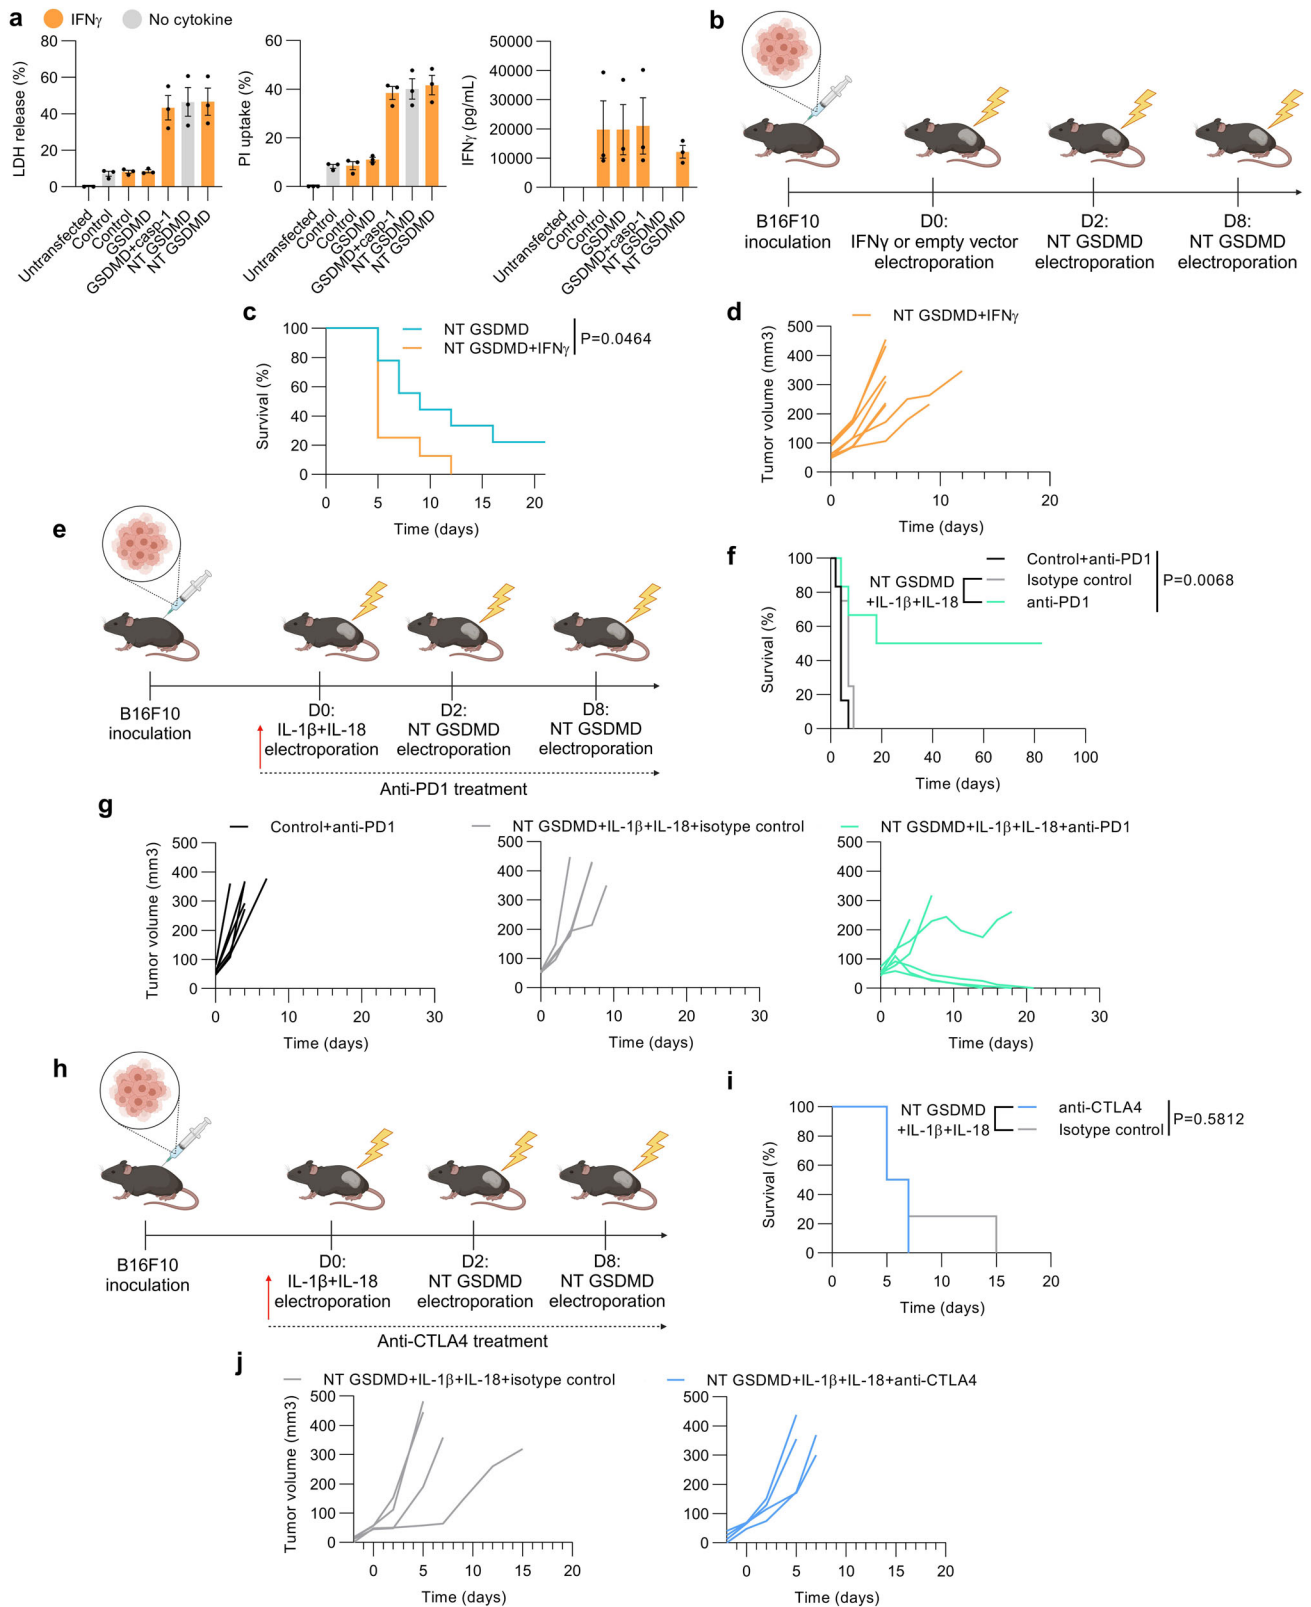 a
IFNγ
No cytokine
LDH release (%)
80
60
40
20
0
Untransfected
Control
Control
GSDMD
GSDMD+casp-1
NT GSDMD
NT GSDMD
PI uptake (%)
60
40
20
0
Untransfected
Control
Control
GSDMD
GSDMD+casp-1
NT GSDMD
NT GSDMD
IFNγ (pg/mL)
50000
40000
30000
20000
10000
0
Untransfected
Control
Control
GSDMD
GSDMD+casp-1
NT GSDMD
NT GSDMD
b
B16F10
inoculation
D0:
IFNγ or empty vector
electroporation
D2:
NT GSDMD
electroporation
D8:
NT GSDMD
electroporation
c
NT GSDMD
NT GSDMD+IFNγ
P=0.0464
Survival (%)
100
80
60
40
20
0
0 5 10 15 20
Time (days)
d
NT GSDMD+IFNγ
Tumor volume (mm3)
500
400
300
200
100
0
0 10 20
Time (days)
e
B16F10
inoculation
D0:
IL-1β+IL-18
electroporation
D2:
NT GSDMD
electroporation
D8:
NT GSDMD
electroporation
Anti-PD1 treatment
f
Control+anti-PD1
NT GSDMD
+IL-1β+IL-18
Isotype control
anti-PD1
P=0.0068
Survival (%)
100
80
60
40
20
0
0 20 40 60 80 100
Time (days)
g
Control+anti-PD1
Tumor volume (mm3)
500
400
300
200
100
0
0 10 20 30
Time (days)
NT GSDMD+IL-1β+IL-18+isotype control
500
400
300
200
100
0
0 10 20 30
Time (days)
NT GSDMD+IL-1β+IL-18+anti-PD1
500
400
300
200
100
0
0 10 20 30
Time (days)
h
B16F10
inoculation
D0:
IL-1β+IL-18
electroporation
D2:
NT GSDMD
electroporation
D8:
NT GSDMD
electroporation
Anti-CTLA4 treatment
i
NT GSDMD
+IL-1β+IL-18
anti-CTLA4
Isotype control
P=0.5812
Survival (%)
100
80
60
40
20
0
0 5 10 15 20
Time (days)
j
NT GSDMD+IL-1β+IL-18+isotype control
Tumor volume (mm3)
500
400
300
200
100
0
0 5 10 15 20
Time (days)
NT GSDMD+IL-1β+IL-18+anti-CTLA4
500
400
300
200
100
0
0 5 10 15 20
Time (days)